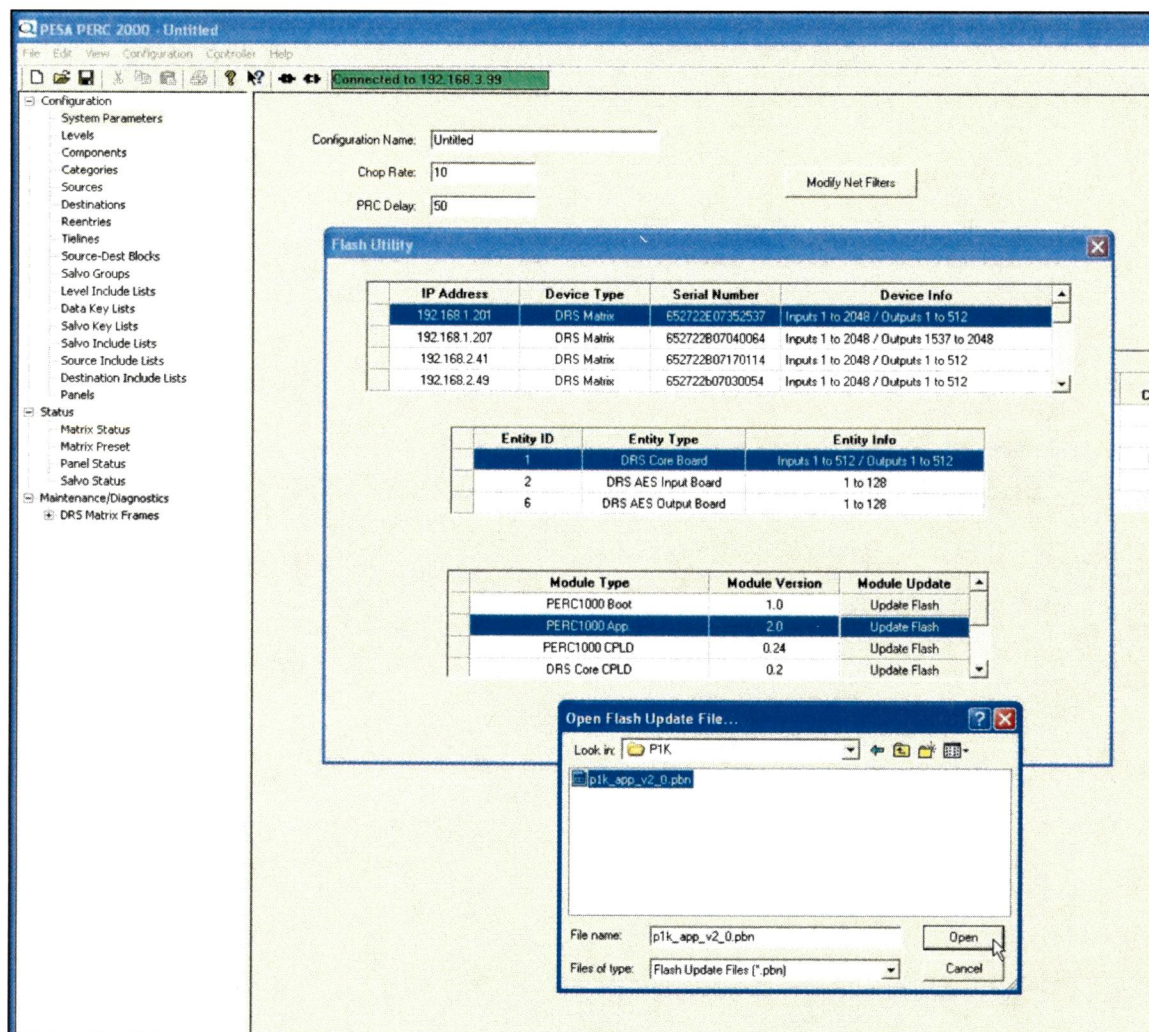 PESA PERC 2000 - Untitled
File Edit View Configuration Controller Help
Connected to 192.168.3.99
Configuration
System Parameters
Levels
Components
Categories
Sources
Destinations
Reentries
Tielines
Source-Dest Blocks
Salvo Groups
Level Include Lists
Data Key Lists
Salvo Key Lists
Salvo Include Lists
Source Include Lists
Destination Include Lists
Panels
Status
Matrix Status
Matrix Preset
Panel Status
Salvo Status
Maintenance/Diagnostics
DRS Matrix Frames
Configuration Name: Untitled
Chop Rate: 10
Modify Net Filters
PRC Delay: 50
Flash Utility
IP Address Device Type Serial Number Device Info
192.168.1.201 DRS Matrix 652722E07352537 Inputs 1 to 2048 / Outputs 1 to 512
192.168.1.207 DRS Matrix 652722B07040064 Inputs 1 to 2048 / Outputs 1537 to 2048
192.168.2.41 DRS Matrix 652722B07170114 Inputs 1 to 2048 / Outputs 1 to 512
192.168.2.49 DRS Matrix 652722b07030054 Inputs 1 to 2048 / Outputs 1 to 512
C
Entity ID Entity Type Entity Info
1 DRS Core Board Inputs 1 to 512 / Outputs 1 to 512
2 DRS AES Input Board 1 to 128
6 DRS AES Output Board 1 to 128
Module Type Module Version Module Update
PERC1000 Boot 1.0 Update Flash
PERC1000 App 2.0 Update Flash
PERC1000 CPLD 0.24 Update Flash
DRS Core CPLD 0.2 Update Flash
Open Flash Update File...
Look in: P1K
p1k_app_v2_0.pbn
File name: p1k_app_v2_0.pbn Open
Files of type: Flash Update Files (*.pbn) Cancel